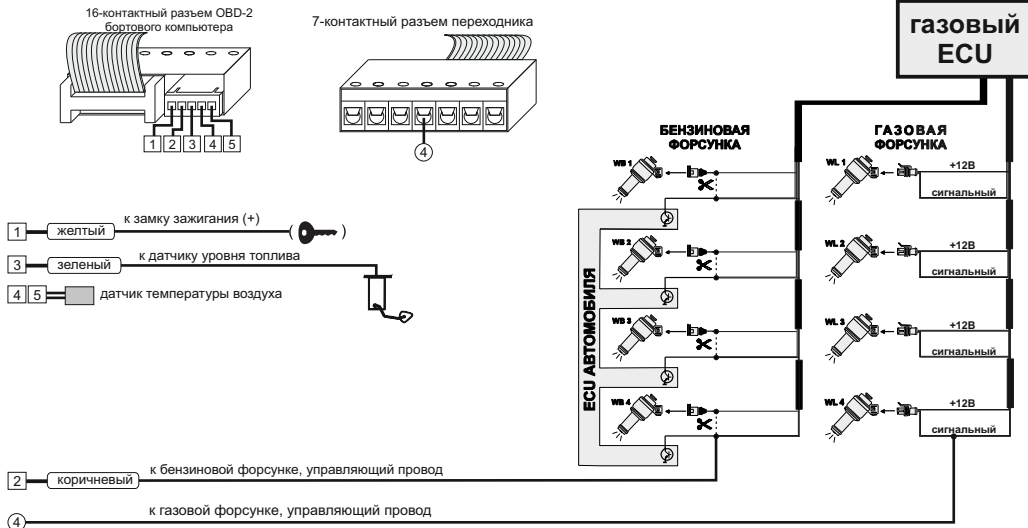 16-контактный разъем OBD-2
бортового компьютера
7-контактный разъем переходника
газовый
ECU
1 2 3 4 5
4
БЕНЗИНОВАЯ
ФОРСУНКА
ГАЗОВАЯ
ФОРСУНКА
WB 1
WL 1
+12В
сигнальный
1
желтый
к замку зажигания (+)
( )
3
зеленый
к датчику уровня топлива
4 5
датчик температуры воздуха
ECU АВТОМОБИЛЯ
WB 2
WL 2
+12В
сигнальный
WB 3
WL 3
+12В
сигнальный
WB 4
WL 4
+12В
сигнальный
2
коричневый
к бензиновой форсунке, управляющий провод
4
к газовой форсунке, управляющий провод